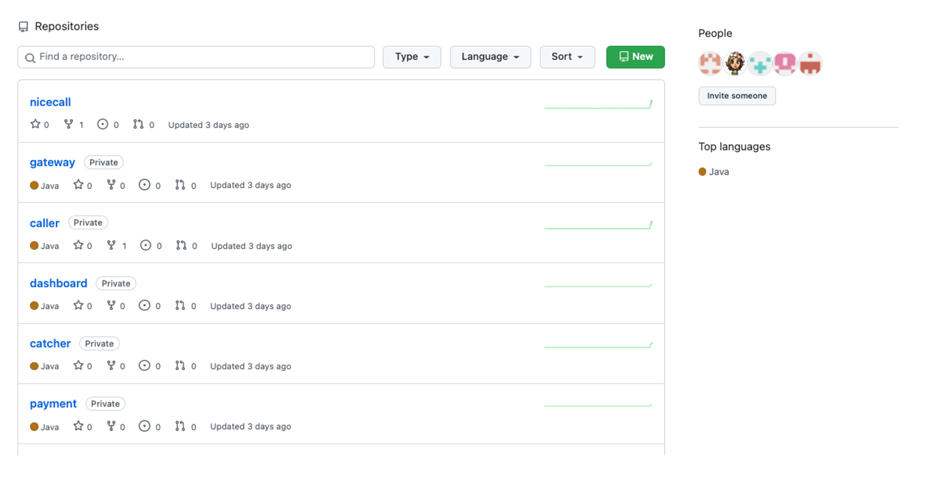 Repositories
Find a repository...
Type
Language
Sort
New
nicecall
0 1 0 0 Updated 3 days ago
gateway Private
Java 0 0 0 0 Updated 3 days ago
caller Private
Java 0 1 0 0 Updated 3 days ago
dashboard Private
Java 0 0 0 0 Updated 3 days ago
catcher Private
Java 0 0 0 0 Updated 3 days ago
payment Private
Java 0 0 0 0 Updated 3 days ago
People
Invite someone
Top languages
Java